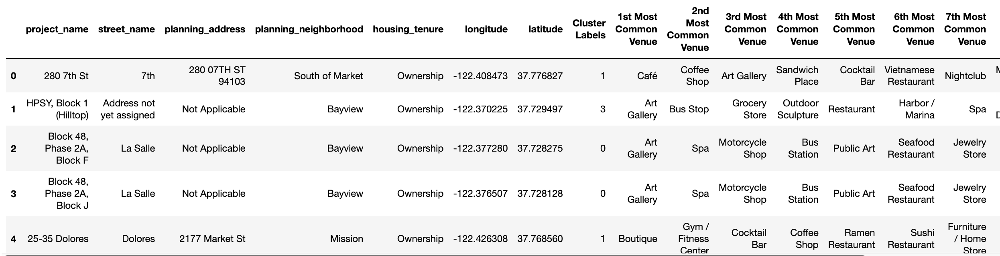 project_name street_name planning_address planning_neighborhood housing_tenure longitude latitude Cluster Labels 1st Most Common Venue 2nd Most Common Venue 3rd Most Common Venue 4th Most Common Venue 5th Most Common Venue 6th Most Common Venue 7th Most Common Venue
0 280 7th St 7th 280 07TH ST 94103 South of Market Ownership -122.408473 37.776827 1 Café Coffee Shop Art Gallery Sandwich Place Cocktail Bar Vietnamese Restaurant Nightclub
1 HPSY, Block 1 (Hilltop) Address not yet assigned Not Applicable Bayview Ownership -122.370225 37.729497 3 Art Gallery Bus Stop Grocery Store Outdoor Sculpture Restaurant Harbor / Marina Spa
2 Block 48, Phase 2A, Block F La Salle Not Applicable Bayview Ownership -122.377280 37.728275 0 Art Gallery Spa Motorcycle Shop Bus Station Public Art Seafood Restaurant Jewelry Store
3 Block 48, Phase 2A, Block J La Salle Not Applicable Bayview Ownership -122.376507 37.728128 0 Art Gallery Spa Motorcycle Shop Bus Station Public Art Seafood Restaurant Jewelry Store
4 25-35 Dolores Dolores 2177 Market St Mission Ownership -122.426308 37.768560 1 Boutique Gym / Fitness Center Cocktail Bar Coffee Shop Ramen Restaurant Sushi Restaurant Furniture / Home Store